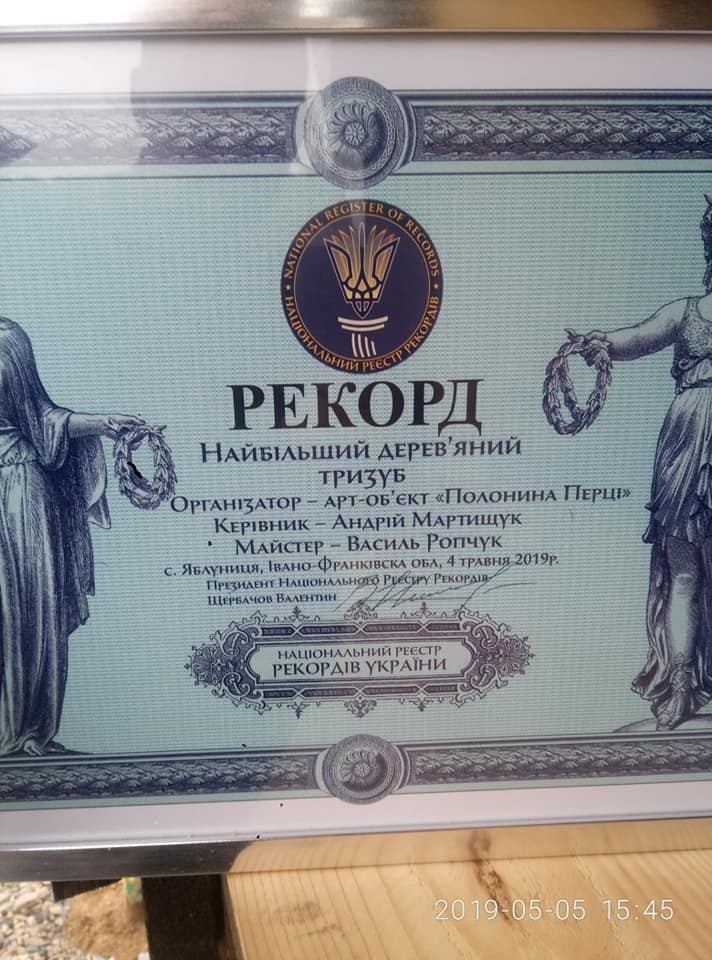 NATIONAL REGISTER OF RECORDS
НАЦІОНАЛЬНИЙ РЕЄСТР РЕКОРДІВ
РЕКОРД
Найбільший дерев'яний
тризуб
Організатор – арт-об'єкт «Полонина Перці»
Керівник – Андрій Мартищук
Майстер – Василь Ропчук
с. Яблуниця, Івано-Франківска обл, 4 травня 2019р.
Президент Національного Реєстру Рекордів
Щербачов Валентин
НАЦІОНАЛЬНИЙ РЕЄСТР
РЕКОРДІВ УКРАЇНИ
2019-05-05 15:45